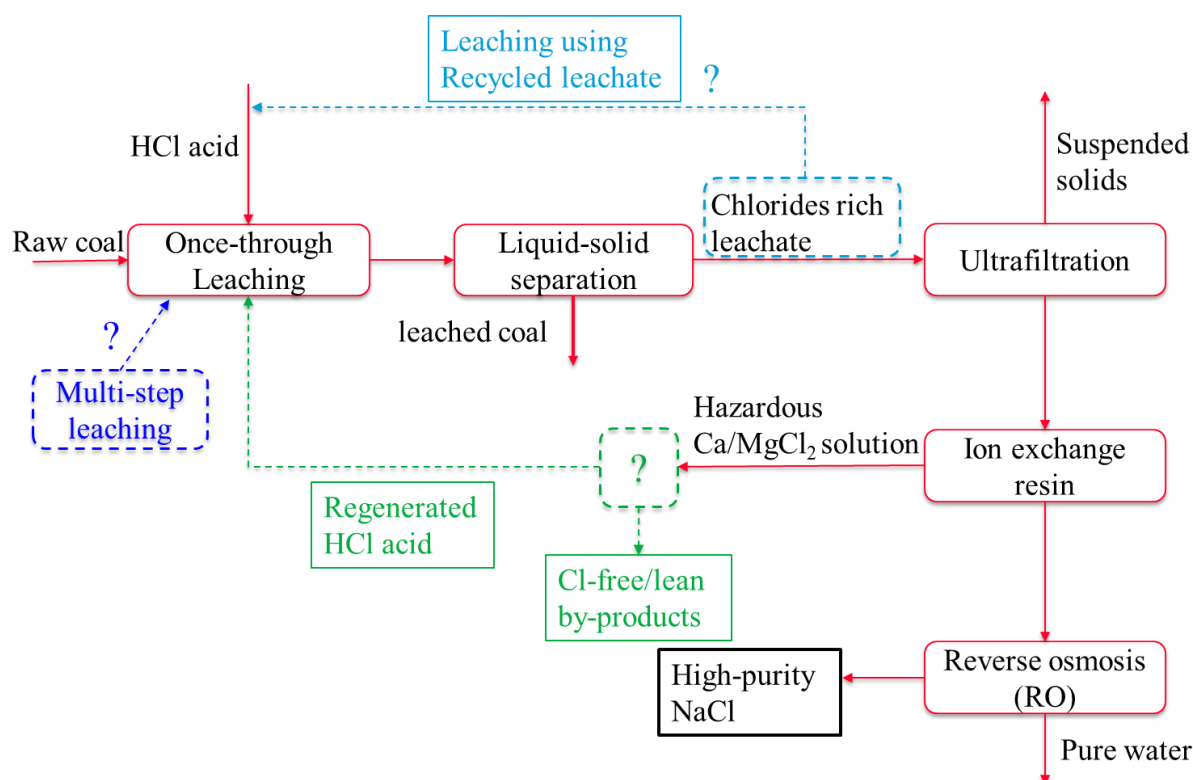 Leaching using
Recycled leachate
?
HCl acid
Suspended
solids
Raw coal
Once-through
Leaching
Liquid-solid
separation
Chlorides rich
leachate
Ultrafiltration
leached coal
?
Multi-step
leaching
Hazardous
Ca/MgCl₂ solution
?
Ion exchange
resin
Regenerated
HCl acid
Cl-free/lean
by-products
High-purity
NaCl
Reverse osmosis
(RO)
Pure water